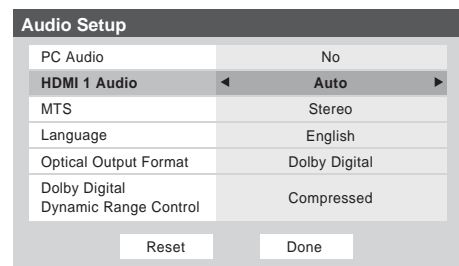 Audio Setup
PC Audio No
HDMI 1 Audio ◄ Auto ►
MTS Stereo
Language English
Optical Output Format Dolby Digital
Dolby Digital
Dynamic Range Control Compressed
Reset Done